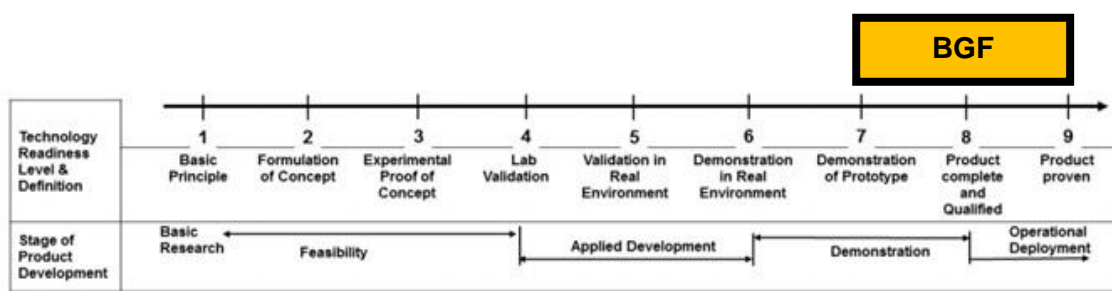 BGF
Technology
Readiness
Level &
Definition
1 2 3 4 5 6 7 8 9
Basic
Principle
Formulation
of Concept
Experimental
Proof of
Concept
Lab
Validation
Validation in
Real
Environment
Demonstration
in Real
Environment
Demonstration
of Prototype
Product
complete
and
Qualified
Product
proven
Stage of
Product
Development
Basic
Research
Feasibility
Applied Development
Demonstration
Operational
Deployment